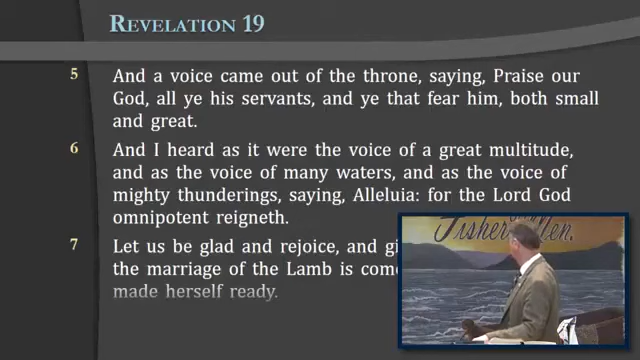 REVELATION 19
5 And a voice came out of the throne, saying, Praise our
God, all ye his servants, and ye that fear him, both small
and great.
6 And I heard as it were the voice of a great multitude,
and as the voice of many waters, and as the voice of
mighty thunderings, saying, Alleluia: for the Lord God
omnipotent reigneth.
7 Let us be glad and rejoice, and
the marriage of the Lamb is
made herself ready.